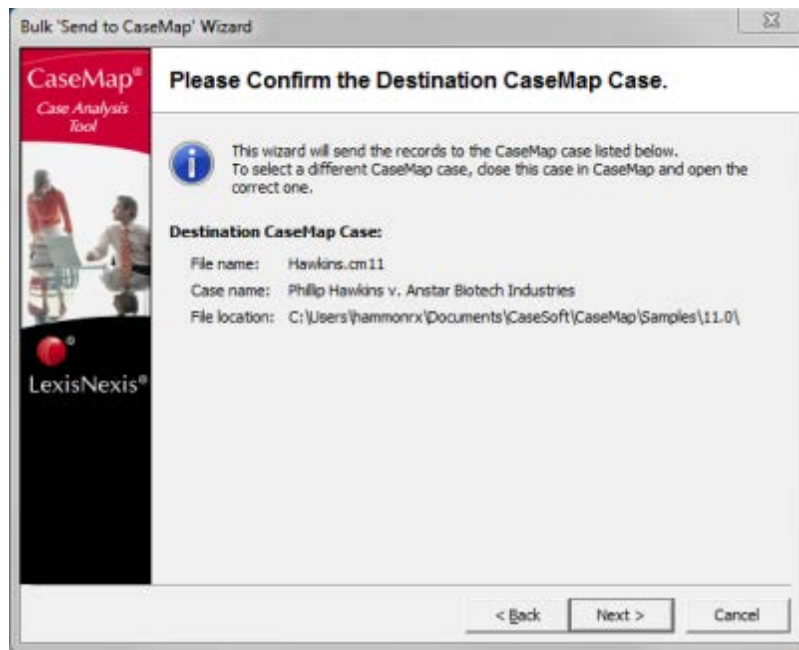 Bulk 'Send to CaseMap' Wizard
CaseMap®
Case Analysis
Tool
LexisNexis®
Please Confirm the Destination CaseMap Case.
This wizard will send the records to the CaseMap case listed below.
To select a different CaseMap case, close this case in CaseMap and open the
correct one.
Destination CaseMap Case:
File name: Hawkins.cm11
Case name: Phillip Hawkins v. Anstar Biotech Industries
File location: C:\Users\hammonrx\Documents\CaseSoft\CaseMap\Samples\11.0\
< Back Next > Cancel